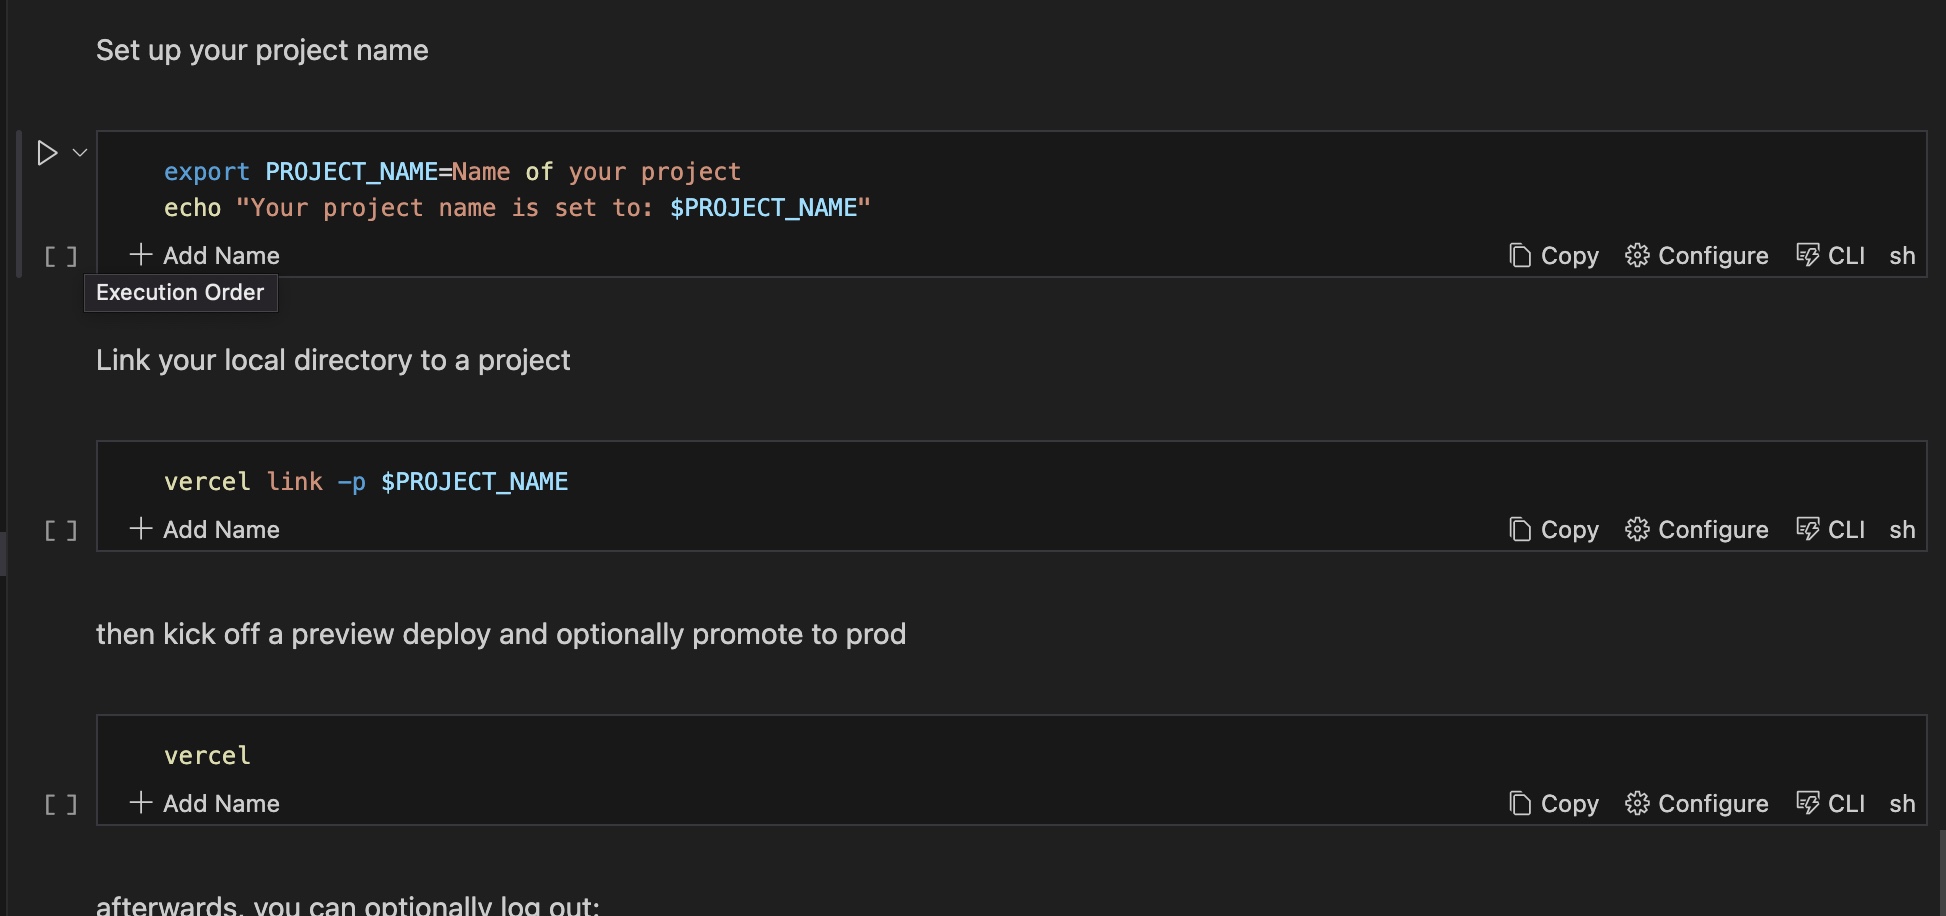 Set up your project name
export PROJECT_NAME=Name of your project
echo "Your project name is set to: $PROJECT_NAME"
[ ] Add Name Copy Configure CLI sh
Execution Order
Link your local directory to a project
vercel link -p $PROJECT_NAME
[ ] Add Name Copy Configure CLI sh
then kick off a preview deploy and optionally promote to prod
vercel
[ ] Add Name Copy Configure CLI sh
afterwards, you can optionally log out: